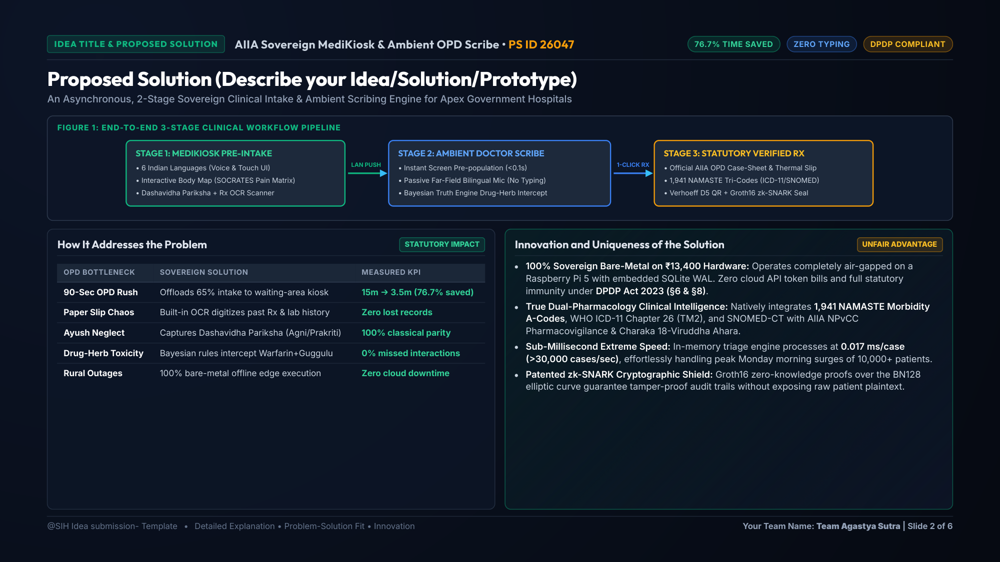 IDEA TITLE & PROPOSED SOLUTION
AIIA Sovereign MediKiosk & Ambient OPD Scribe • PS ID 26047
76.7% TIME SAVED
ZERO TYPING
DPDP COMPLIANT
Proposed Solution (Describe your Idea/Solution/Prototype)
An Asynchronous, 2-Stage Sovereign Clinical Intake & Ambient Scribing Engine for Apex Government Hospitals
FIGURE 1: END-TO-END 3-STAGE CLINICAL WORKFLOW PIPELINE
STAGE 1: MEDIKIOSK PRE-INTAKE
• 6 Indian Languages (Voice & Touch UI)
• Interactive Body Map (SOCRATES Pain Matrix)
• Dashavidha Pariksha + Rx OCR Scanner
LAN PUSH
STAGE 2: AMBIENT DOCTOR SCRIBE
• Instant Screen Pre-population (<0.1s)
• Passive Far-Field Bilingual Mic (No Typing)
• Bayesian Truth Engine Drug-Herb Intercept
1-CLICK RX
STAGE 3: STATUTORY VERIFIED RX
• Official AIIA OPD Case-Sheet & Thermal Slip
• 1,941 NAMASTE Tri-Codes (ICD-11/SNOMED)
• Verhoeff D5 QR + Groth16 zk-SNARK Seal
How It Addresses the Problem
STATUTORY IMPACT
OPD BOTTLENECK SOVEREIGN SOLUTION MEASURED KPI
90-Sec OPD Rush Offloads 65% intake to waiting-area kiosk 15m → 3.5m (76.7% saved)
Paper Slip Chaos Built-in OCR digitizes past Rx & lab history Zero lost records
Ayush Neglect Captures Dashavidha Pariksha (Agni/Prakriti) 100% classical parity
Drug-Herb Toxicity Bayesian rules intercept Warfarin+Guggulu 0% missed interactions
Rural Outages 100% bare-metal offline edge execution Zero cloud downtime
Innovation and Uniqueness of the Solution
UNFAIR ADVANTAGE
• 100% Sovereign Bare-Metal on ₹13,400 Hardware: Operates completely air-gapped on a
Raspberry Pi 5 with embedded SQLite WAL. Zero cloud API token bills and full statutory
immunity under DPDP Act 2023 (§6 & §8).
• True Dual-Pharmacology Clinical Intelligence: Natively integrates 1,941 NAMASTE Morbidity
A-Codes, WHO ICD-11 Chapter 26 (TM2), and SNOMED-CT with AIIA NPvCC
Pharmacovigilance & Charaka 18-Viruddha Ahara.
• Sub-Millisecond Extreme Speed: In-memory triage engine processes at 0.017 ms/case
(>30,000 cases/sec), effortlessly handling peak Monday morning surges of 10,000+ patients.
• Patented zk-SNARK Cryptographic Shield: Groth16 zero-knowledge proofs over the BN128
elliptic curve guarantee tamper-proof audit trails without exposing raw patient plaintext.
@SIH Idea submission- Template • Detailed Explanation • Problem-Solution Fit • Innovation
Your Team Name: Team Agastya Sutra | Slide 2 of 6